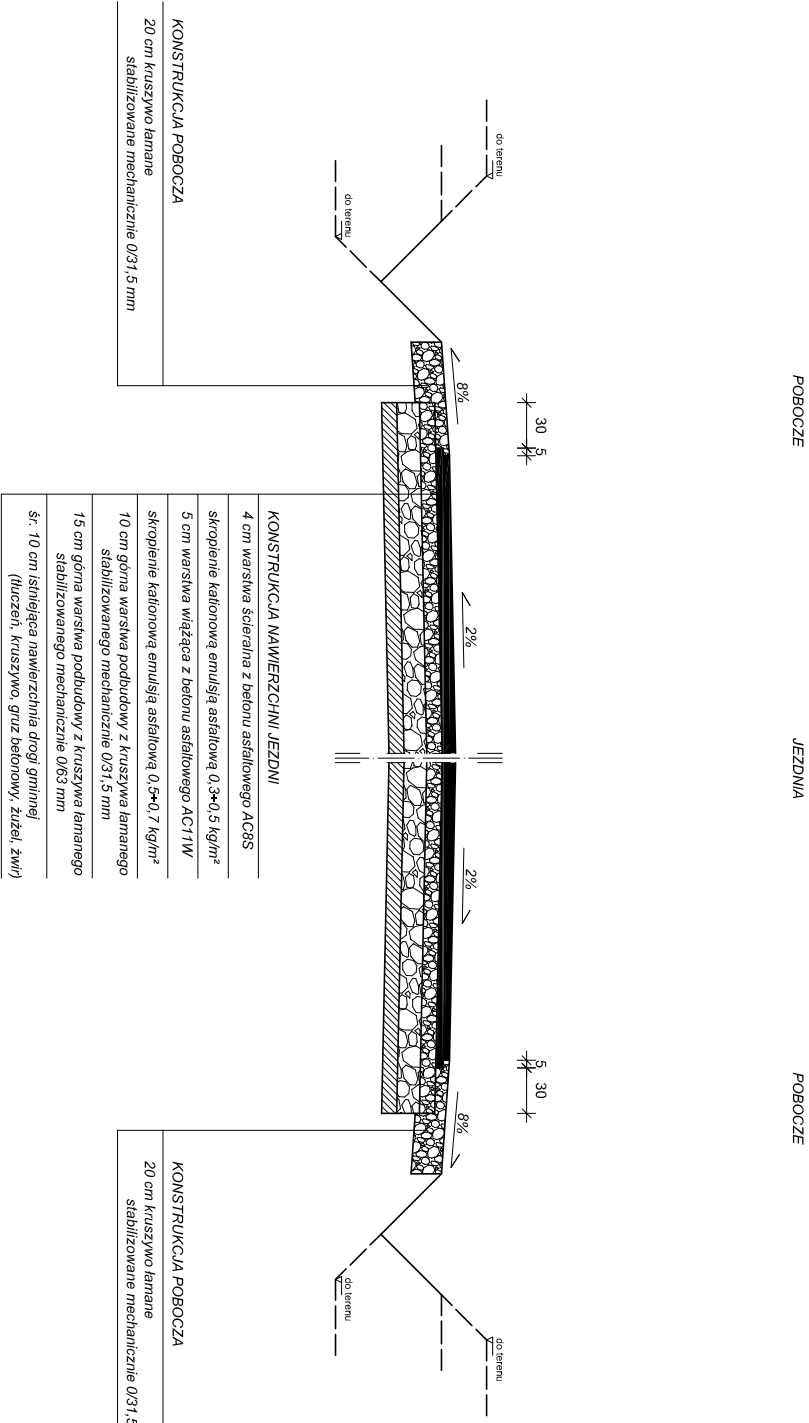 POBOCZE
JEZDNIA
POBOCZE
do terenu
do terenu
8%
30
5
2%
2%
5
30
8%
do terenu
do terenu
KONSTRUKCJA POBOCZA
20 cm kruszywo łamane
stabilizowane mechanicznie 0/31,5 mm
KONSTRUKCJA NAWIERZCHNI JEZDNI
4 cm warstwa ścieralna z betonu asfaltowego AC8S
skropienie kationową emulsją asfaltową 0,3÷0,5 kg/m²
5 cm warstwa wiążąca z betonu asfaltowego AC11W
skropienie kationową emulsją asfaltową 0,5÷0,7 kg/m²
10 cm górna warstwa podbudowy z kruszywa łamanego
stabilizowanego mechanicznie 0/31,5 mm
15 cm górna warstwa podbudowy z kruszywa łamanego
stabilizowanego mechanicznie 0/63 mm
śr. 10 cm istniejąca nawierzchnia drogi gminnej
(tłuczeń, kruszywo, gruz betonowy, żużel, żwir)
KONSTRUKCJA POBOCZA
20 cm kruszywo łamane
stabilizowane mechanicznie 0/31,5